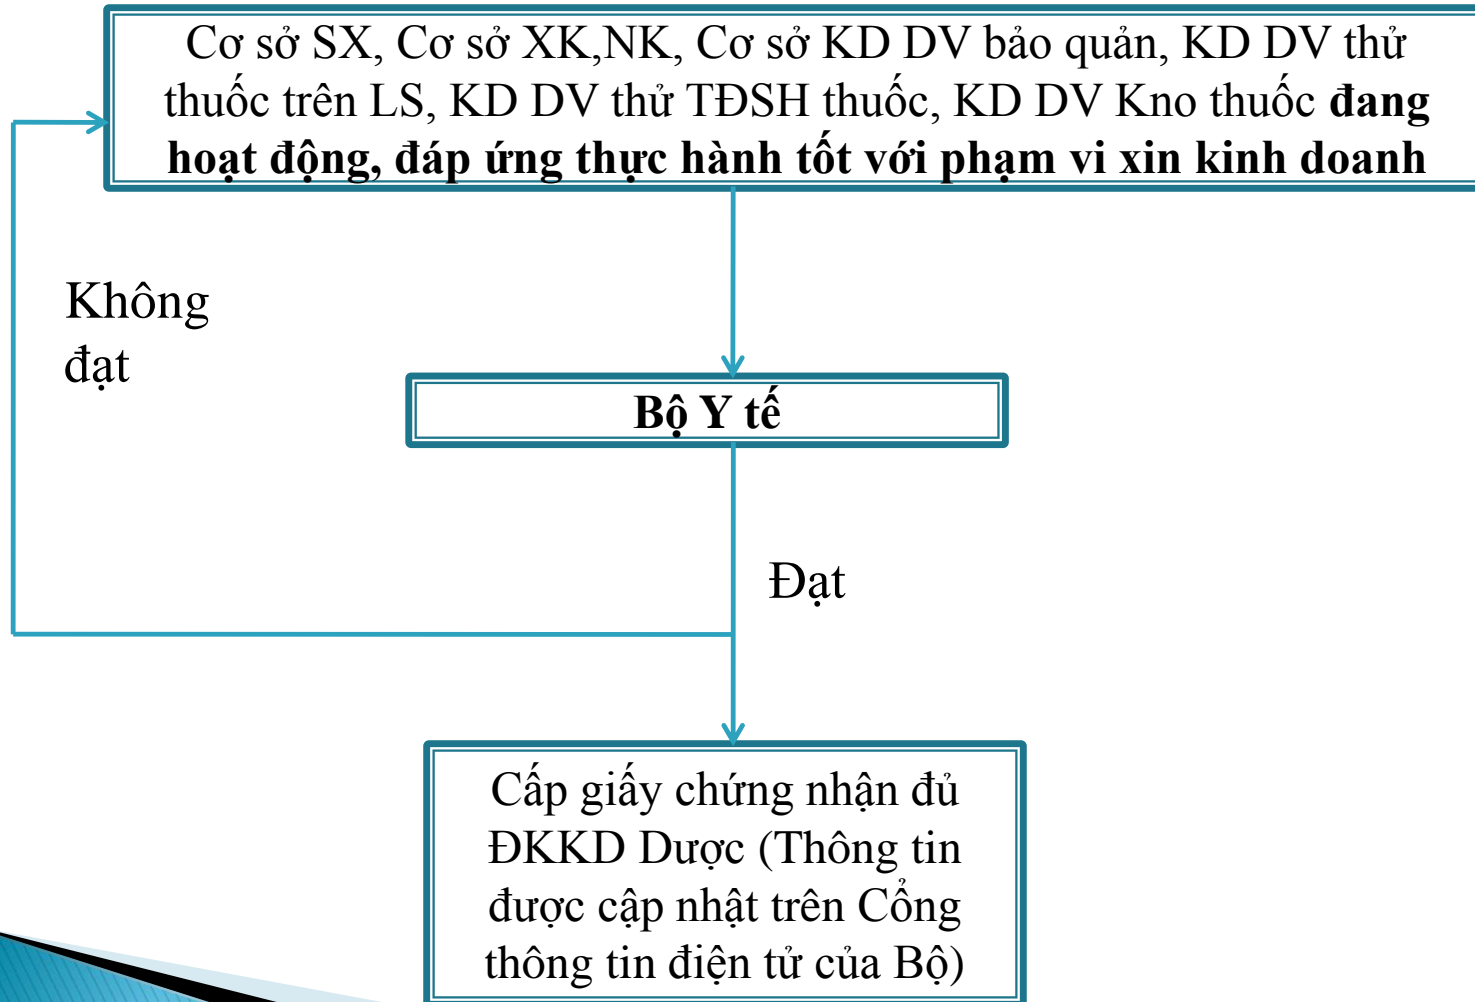 Cơ sở SX, Cơ sở XK,NK, Cơ sở KD DV bảo quản, KD DV thử
thuốc trên LS, KD DV thử TĐSH thuốc, KD DV Kno thuốc đang
hoạt động, đáp ứng thực hành tốt với phạm vi xin kinh doanh
Không
đạt
Bộ Y tế
Đạt
Cấp giấy chứng nhận đủ
ĐKKD Dược (Thông tin
được cập nhật trên Cổng
thông tin điện tử của Bộ)